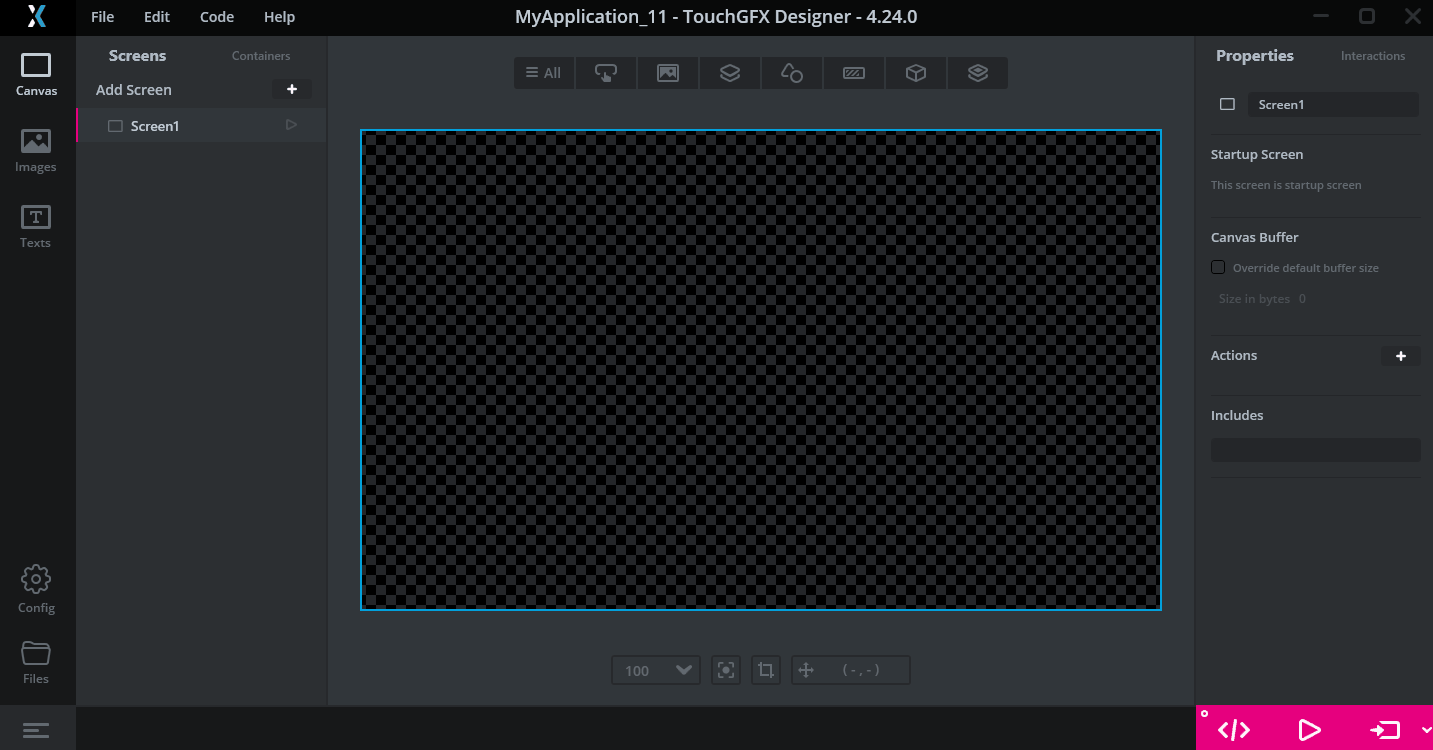 File Edit Code Help
MyApplication_11 - TouchGFX Designer - 4.24.0
Canvas
Images
Texts
Config
Files
Screens Containers
Add Screen
Screen1
All
100
(-,-)
Properties Interactions
Screen1
Startup Screen
This screen is startup screen
Canvas Buffer
Override default buffer size
Size in bytes 0
Actions
Includes